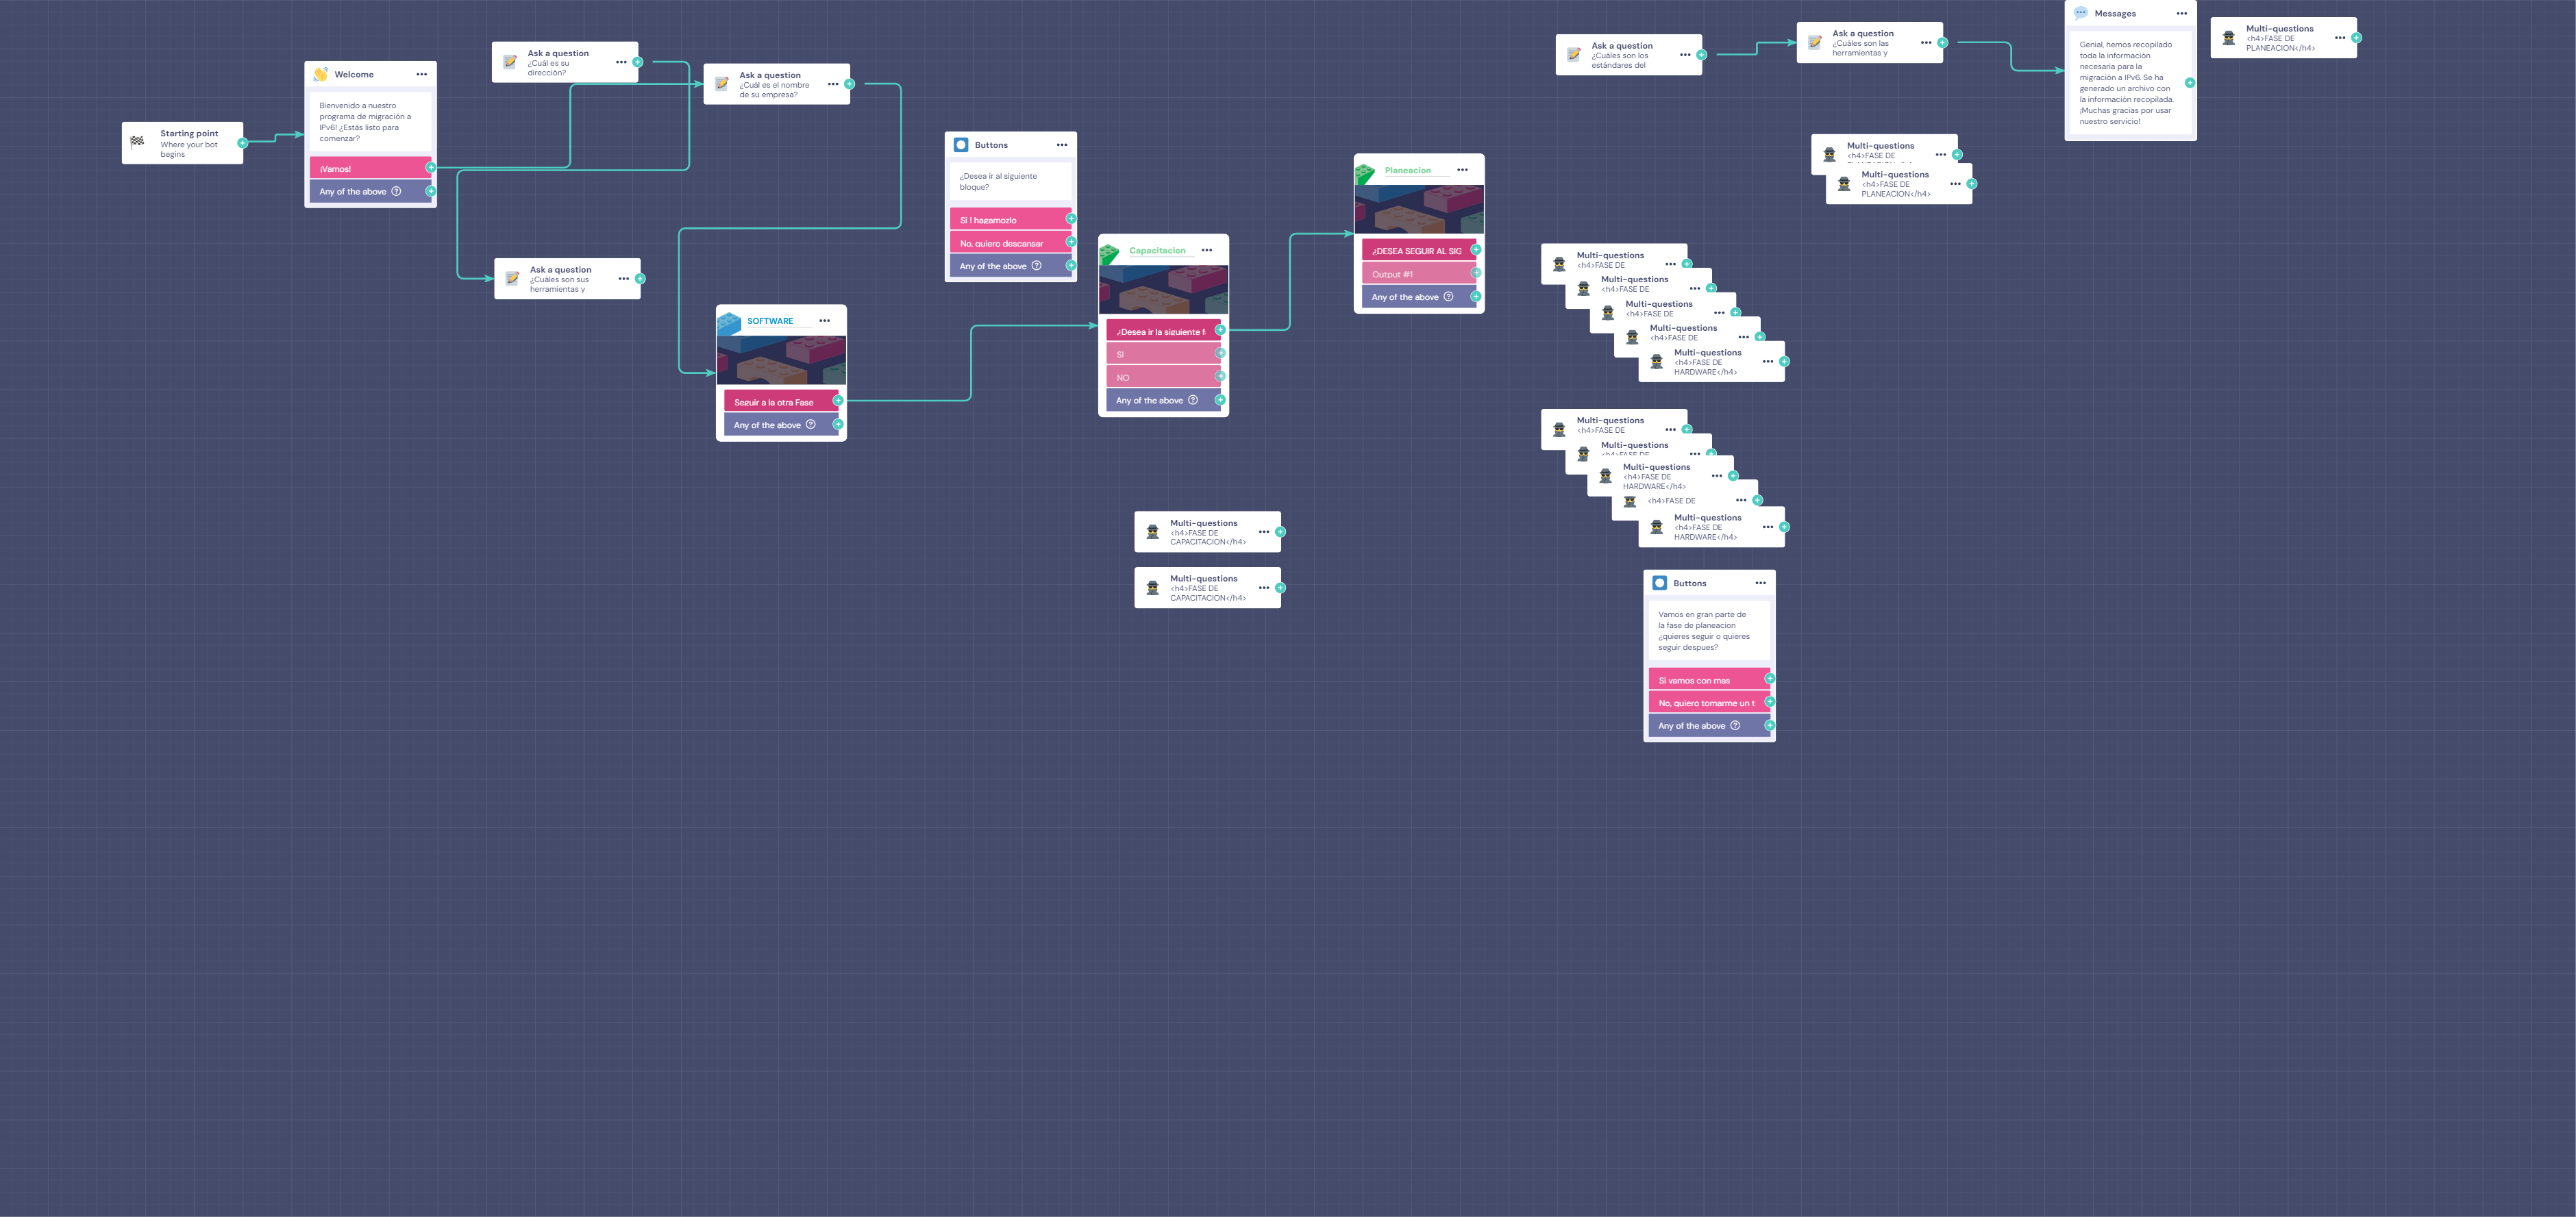 Starting point
Where your bot
begins
Welcome
Bienvenido a nuestro
programa de migración a
IPv6! ¿Estás listo para
comenzar?
¡Vamos!
Any of the above
Ask a question
¿Cuál es su
dirección?
Ask a question
¿Cuál es el nombre
de su empresa?
Ask a question
¿Cuáles son sus
herramientas y
SOFTWARE
Seguir a la otra Fase
Any of the above
Buttons
¿Desea ir al siguiente
bloque?
Si ! hagamozlo
No, quiero descansar
Any of the above
Capacitacion
¿Desea ir la siguiente
SI
NO
Any of the above
Multi-questions
<h4>FASE DE
CAPACITACION</h4>
Multi-questions
<h4>FASE DE
CAPACITACION</h4>
Planeacion
¿DESEA SEGUIR AL SIG
Output #1
Any of the above
Ask a question
¿Cuáles son los
estándares del
Ask a question
¿Cuáles son las
herramientas y
Messages
Genial, hemos recopilado
toda la información
necesaria para la
migración a IPv6. Se ha
generado un archivo con
la información recopilada.
¡Muchas gracias por usar
nuestro servicio!
Multi-questions
<h4>FASE DE
PLANEACION</h4>
Multi-questions
<h4>FASE DE
Multi-questions
<h4>FASE DE
PLANEACION</h4>
Multi-questions
<h4>FASE DE
Multi-questions
<h4>FASE DE
Multi-questions
<h4>FASE DE
Multi-questions
<h4>FASE DE
Multi-questions
<h4>FASE DE
HARDWARE</h4>
Multi-questions
<h4>FASE DE
Multi-questions
<h4>FASE DE
Multi-questions
<h4>FASE DE
HARDWARE</h4>
<h4>FASE DE
Multi-questions
<h4>FASE DE
HARDWARE</h4>
Buttons
Vamos en gran parte de
la fase de planeacion
¿quieres seguir o quieres
seguir despues?
Si vamos con mas
No, quiero tomarme un t
Any of the above